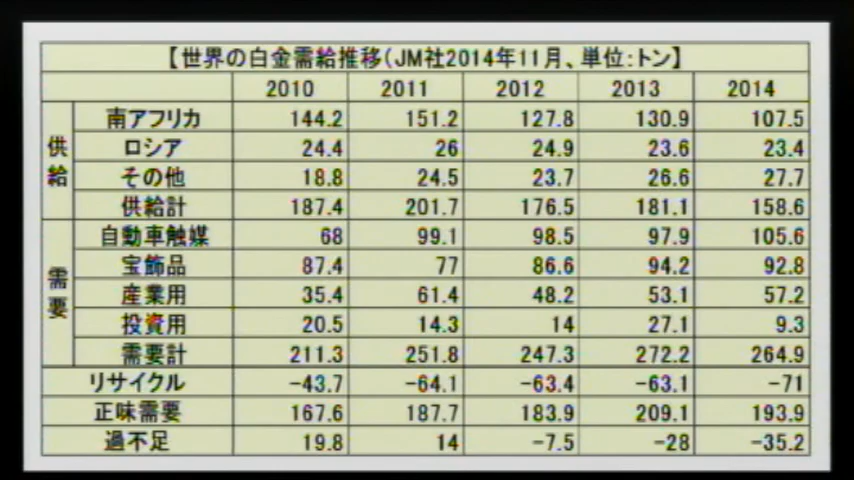 【世界の白金需給推移(JM社2014年11月、単位:トン】
2010 2011 2012 2013 2014
供給
南アフリカ 144.2 151.2 127.8 130.9 107.5
ロシア 24.4 26 24.9 23.6 23.4
その他 18.8 24.5 23.7 26.6 27.7
供給計 187.4 201.7 176.5 181.1 158.6
需要
自動車触媒 68 99.1 98.5 97.9 105.6
宝飾品 87.4 77 86.6 94.2 92.8
産業用 35.4 61.4 48.2 53.1 57.2
投資用 20.5 14.3 14 27.1 9.3
需要計 211.3 251.8 247.3 272.2 264.9
リサイクル -43.7 -64.1 -63.4 -63.1 -71
正味需要 167.6 187.7 183.9 209.1 193.9
過不足 19.8 14 -7.5 -28 -35.2